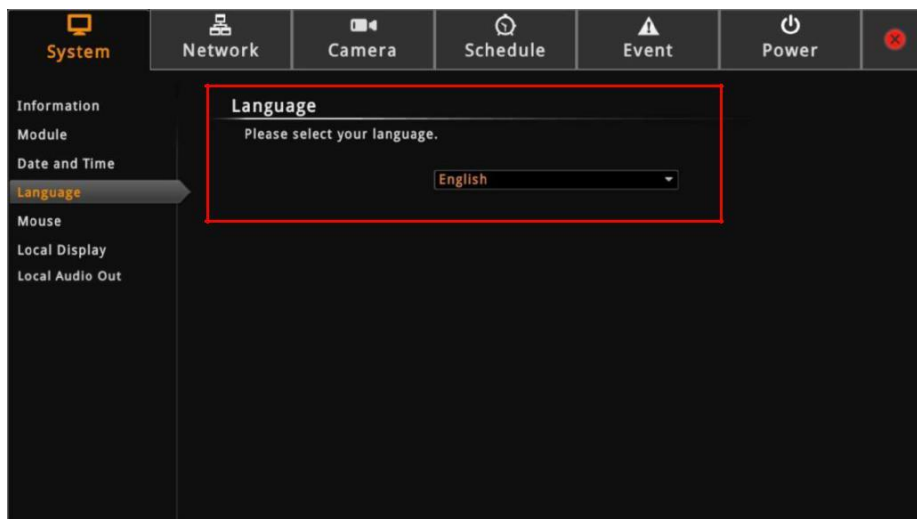 System
Network
Camera
Schedule
Event
Power
Information
Module
Date and Time
Language
Mouse
Local Display
Local Audio Out
Language
Please select your language.
English